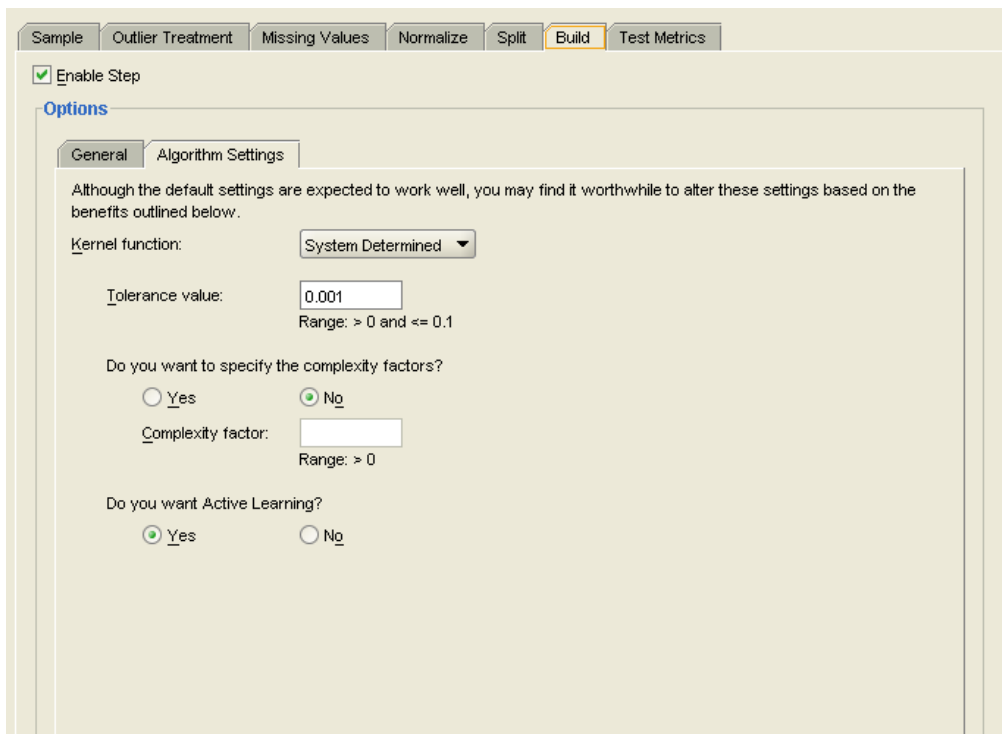 Sample Outlier Treatment Missing Values Normalize Split Build Test Metrics
Enable Step
Options
General Algorithm Settings
Although the default settings are expected to work well, you may find it worthwhile to alter these settings based on the
benefits outlined below.
Kernel function: System Determined
Tolerance value: 0.001
Range: > 0 and <= 0.1
Do you want to specify the complexity factors?
Yes No
Complexity factor:
Range: > 0
Do you want Active Learning?
Yes No